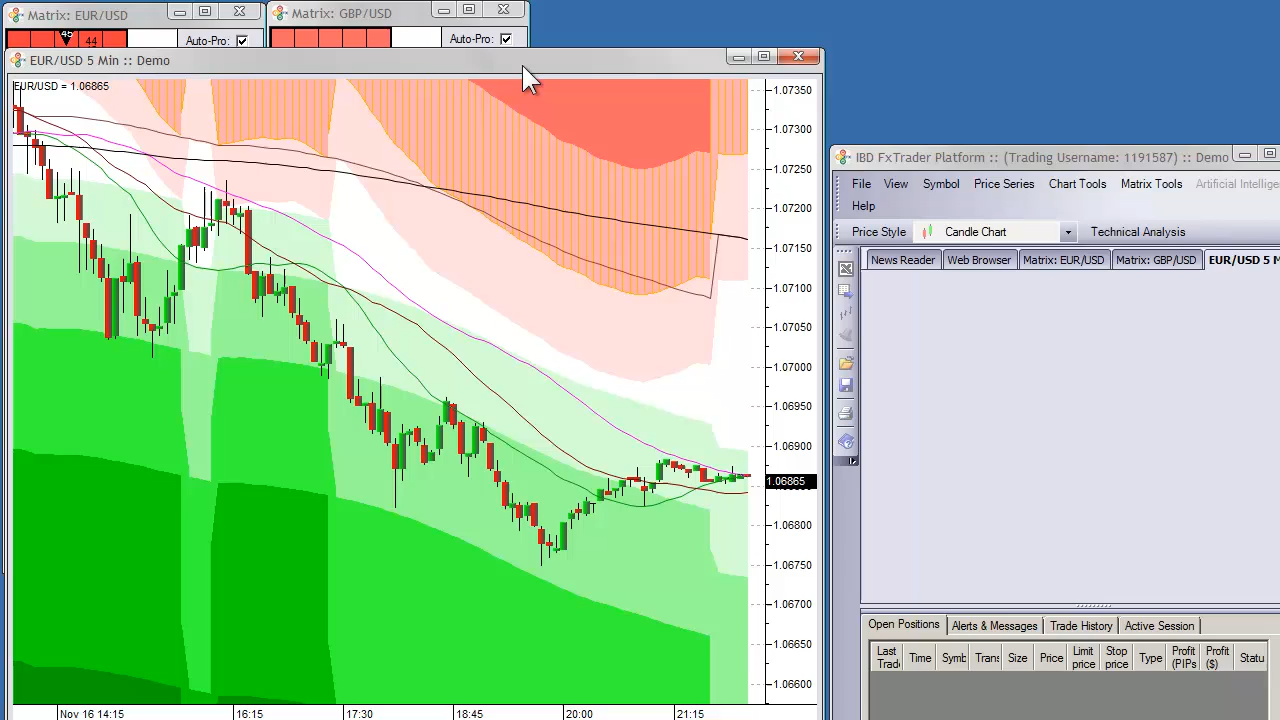 Matrix: EUR/USD
45
44
Auto-Pro:
Matrix: GBP/USD
Auto-Pro:
EUR/USD 5 Min :: Demo
EUR/USD = 1.06865
1.07350
1.07300
1.07250
1.07200
1.07150
1.07100
1.07050
1.07000
1.06950
1.06900
1.06865
1.06800
1.06750
1.06700
1.06650
1.06600
Nov 16 14:15
16:15
17:30
18:45
20:00
21:15
IBD FxTrader Platform :: (Trading Username: 1191587) :: Demo
File View Symbol Price Series Chart Tools Matrix Tools Artificial Intellige
Help
Price Style Candle Chart Technical Analysis
News Reader Web Browser Matrix: EUR/USD Matrix: GBP/USD EUR/USD 5 M
Open Positions Alerts & Messages Trade History Active Session
Last Trade Time Symb Trans Size Price Limit price Stop price Type Profit (PIPs Profit ($) Statu